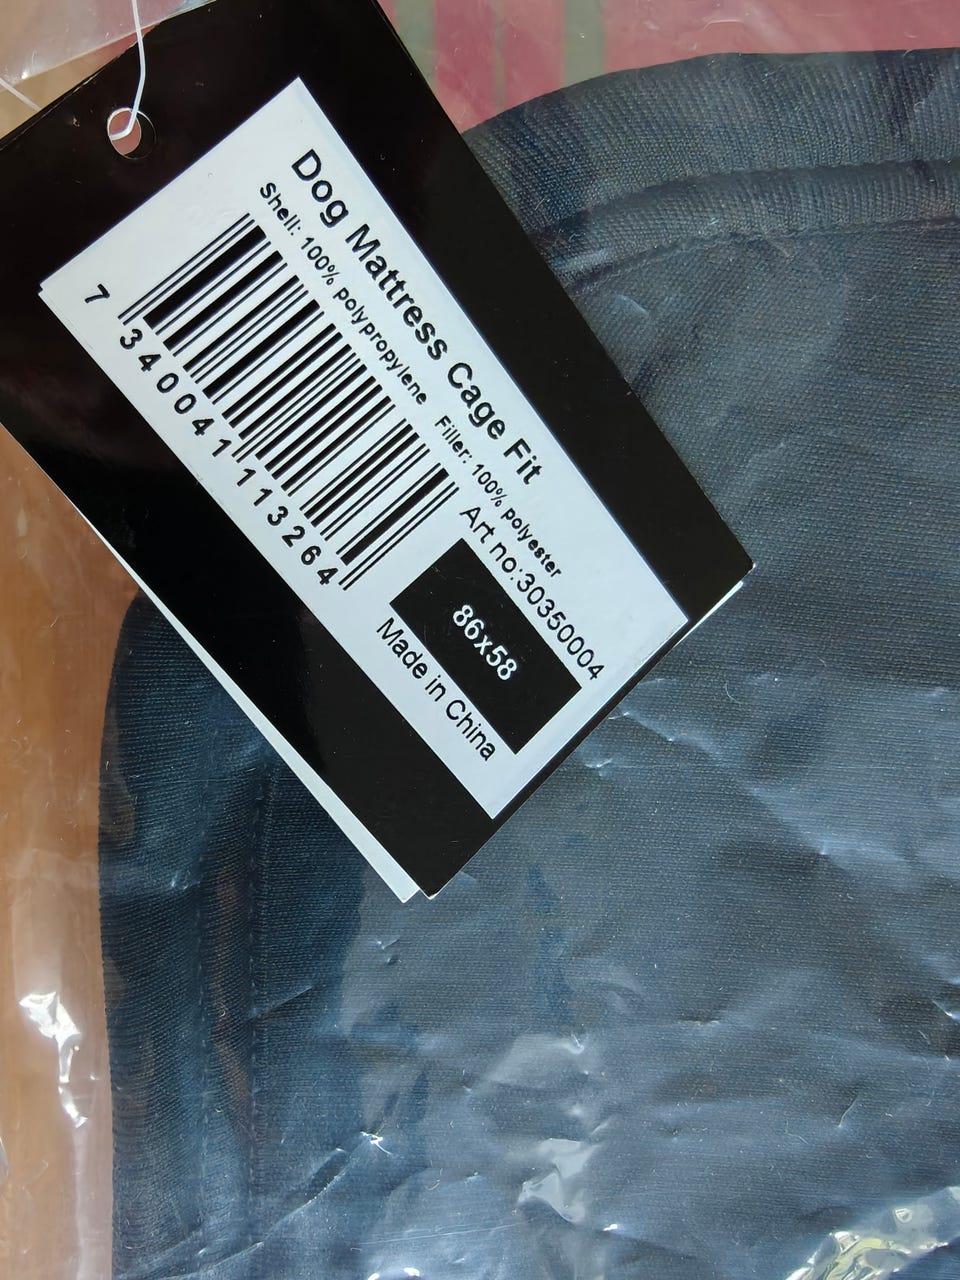 Dog Mattress Cage Fit
Shell: 100% polypropylene Filler: 100% polyester
Art no:30350004
7 340041 113264
86x58
Made in China